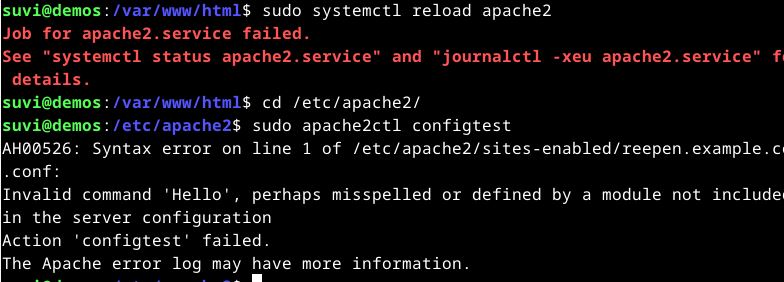 suvi@demos:/var/www/html$ sudo systemctl reload apache2
Job for apache2.service failed.
See "systemctl status apache2.service" and "journalctl -xeu apache2.service" f
details.
suvi@demos:/var/www/html$ cd /etc/apache2/
suvi@demos:/etc/apache2$ sudo apache2ctl configtest
AH00526: Syntax error on line 1 of /etc/apache2/sites-enabled/reepen.example.c
.conf:
Invalid command 'Hello', perhaps misspelled or defined by a module not include
in the server configuration
Action 'configtest' failed.
The Apache error log may have more information.
suvi@demos:/etc/apache2$